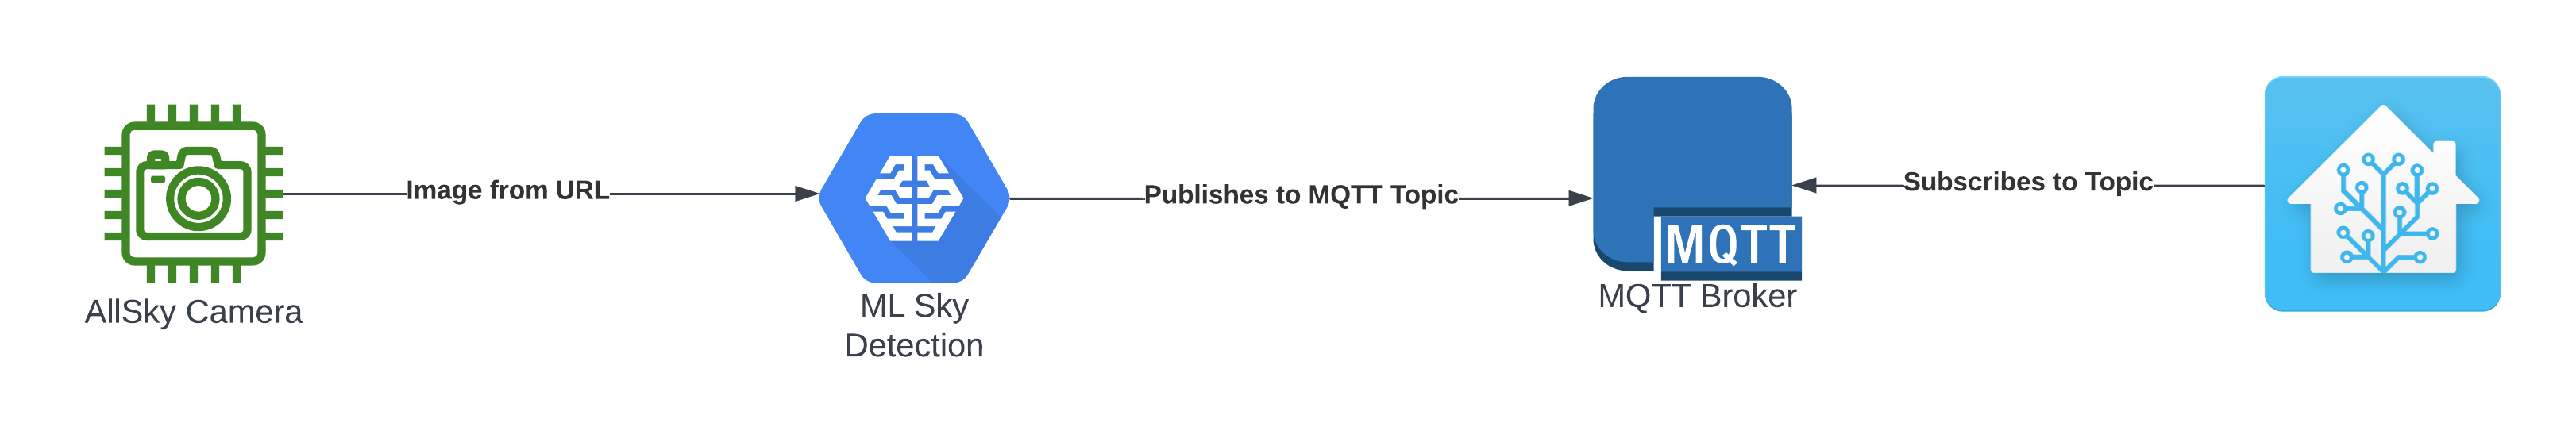 Image from URL
Publishes to MQTT Topic
Subscribes to Topic
MQTT
AllSky Camera
ML Sky
Detection
MQTT Broker